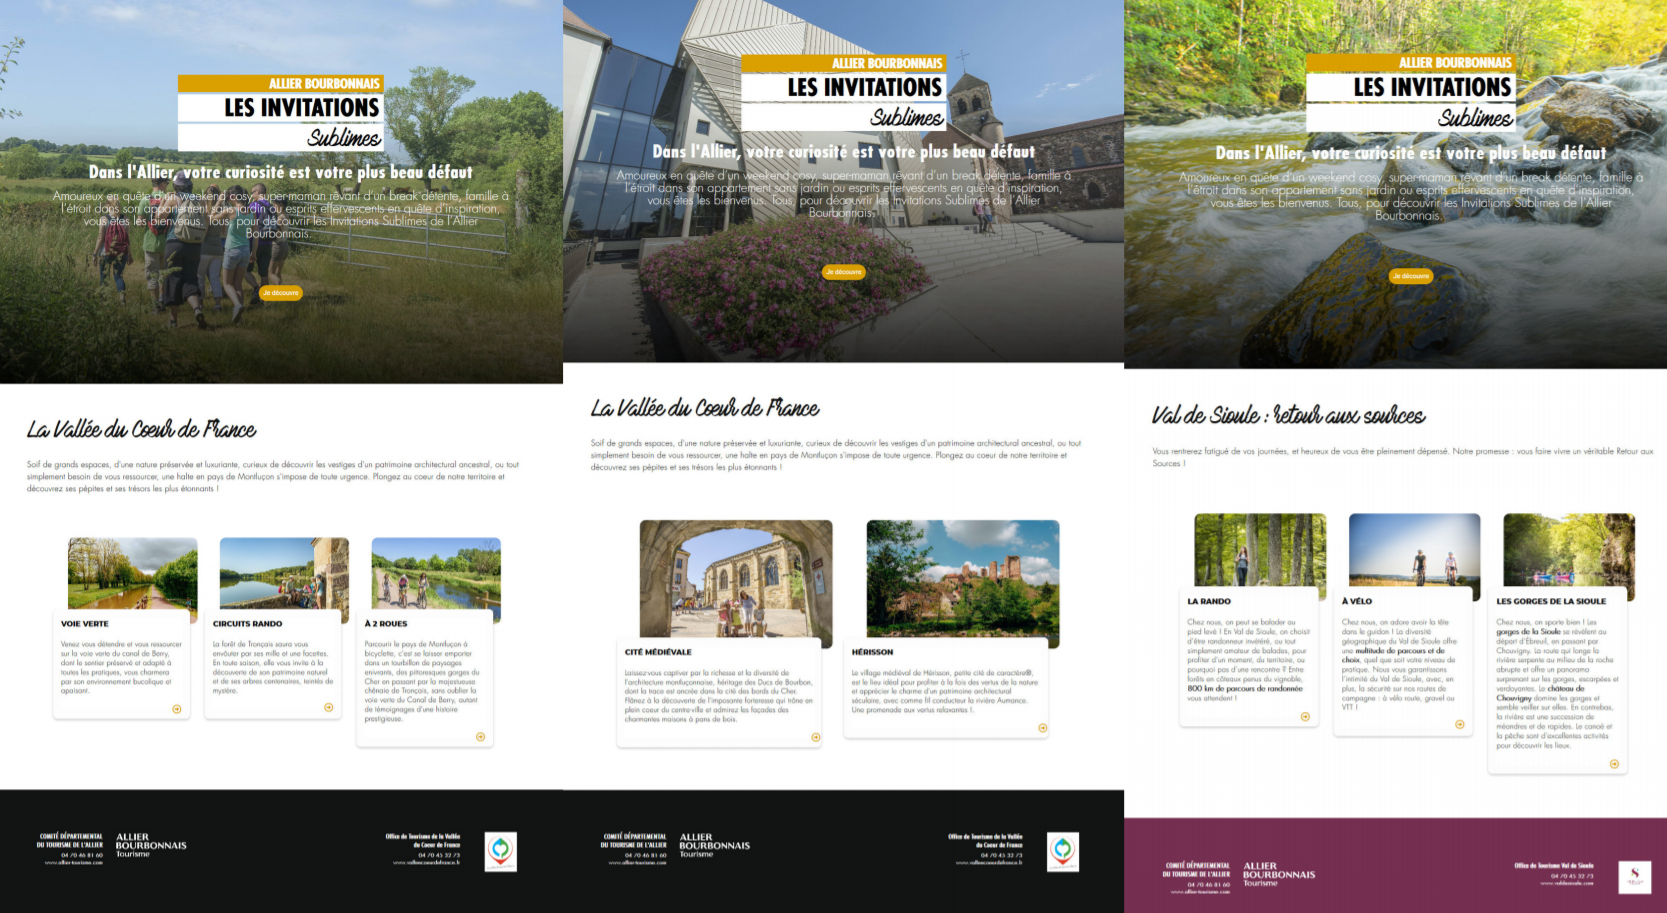 ALLIER BOURBONNAIS
LES INVITATIONS
Sublimes
Dans l'Allier, votre curiosité est votre plus beau défaut
Amoureux en quête d'un weekend cosy, super-maman rêvant d'un break détente, famille à
l'étroit dans son appartement sans jardin ou esprits effervescents en quête d'inspiration,
vous êtes les bienvenus. Tous, pour découvrir les Invitations Sublimes de l'Allier
Bourbonnais.
Je découvre
La Vallée du Coeur de France
Soif de grands espaces, d'une nature préservée et luxuriante, curieux de découvrir les vestiges d'un patrimoine architectural ancestral, ou tout
simplement besoin de vous ressourcer, une halte en pays de Montluçon s'impose de toute urgence. Plongez au coeur de notre territoire et
découvrez ses pépites et ses trésors les plus étonnants !
VOIE VERTE
Venez vous détendre et vous ressourcer
sur la voie verte du canal de Berry,
dont le sentier préservé et adapté à
toutes les pratiques, vous charmera
par son environnement bucolique et
apaisant.
CIRCUITS RANDO
La forêt de Tronçais saura vous
envoûter par ses mille et une facettes.
En toute saison, elle vous invite à la
découverte de son patrimoine naturel
et de ses arbres centenaires, teintés de
mystère.
À 2 ROUES
Parcourir le pays de Montluçon à
bicyclette, c'est se laisser emporter
dans un tourbillon de paysages
enivrants, des pittoresques gorges du
Cher en passant par la majestueuse
chênaie de Tronçais, sans oublier la
voie verte du Canal de Berry, autant
de témoignages d'une histoire
prestigieuse.
COMITÉ DÉPARTEMENTAL
DU TOURISME DE L'ALLIER
04 70 46 81 60
www.allier-tourisme.com
ALLIER
BOURBONNAIS
Tourisme
Office de Tourisme de la Vallée
du Coeur de France
04 70 45 32 73
www.valleecoeurdefrance.fr
ALLIER BOURBONNAIS
LES INVITATIONS
Sublimes
Dans l'Allier, votre curiosité est votre plus beau défaut
Amoureux en quête d'un weekend cosy, super-maman rêvant d'un break détente, famille à
l'étroit dans son appartement sans jardin ou esprits effervescents en quête d'inspiration,
vous êtes les bienvenus. Tous, pour découvrir les Invitations Sublimes de l'Allier
Bourbonnais.
Je découvre
La Vallée du Coeur de France
Soif de grands espaces, d'une nature préservée et luxuriante, curieux de découvrir les vestiges d'un patrimoine architectural ancestral, ou tout
simplement besoin de vous ressourcer, une halte en pays de Montluçon s'impose de toute urgence. Plongez au coeur de notre territoire et
découvrez ses pépites et ses trésors les plus étonnants !
CITÉ MÉDIÉVALE
Laissez-vous captiver par la richesse et la diversité de
l'architecture montluçonnaise, héritage des Ducs de Bourbon,
dont la trace est ancrée dans la cité des bords du Cher.
Flânez à la découverte de l'imposante forteresse qui trône en
plein coeur du centre-ville et admirez les façades des
charmantes maisons à pans de bois.
HÉRISSON
Le village médiéval de Hérisson, petite cité de caractère®,
est le lieu idéal pour profiter à la fois des vertus de la nature
et apprécier le charme d'un patrimoine architectural
séculaire, avec comme fil conducteur la rivière Aumance.
Une promenade aux vertus relaxantes !.
COMITÉ DÉPARTEMENTAL
DU TOURISME DE L'ALLIER
04 70 46 81 60
www.allier-tourisme.com
ALLIER
BOURBONNAIS
Tourisme
Office de Tourisme de la Vallée
du Coeur de France
04 70 45 32 73
www.valleecoeurdefrance.fr
ALLIER BOURBONNAIS
LES INVITATIONS
Sublimes
Dans l'Allier, votre curiosité est votre plus beau défaut
Amoureux en quête d'un weekend cosy, super-maman rêvant d'un break détente, famille à
l'étroit dans son appartement sans jardin ou esprits effervescents en quête d'inspiration,
vous êtes les bienvenus. Tous, pour découvrir les Invitations Sublimes de l'Allier
Bourbonnais.
Je découvre
Val de Sioule : retour aux sources
Vous rentrerez fatigué de vos journées, et heureux de vous être pleinement dépensé. Notre promesse : vous faire vivre un véritable Retour aux
Sources !
LA RANDO
Chez nous, on peut se balader au
pied levé ! En Val de Sioule, on choisit
d'être randonneur invétéré, ou tout
simplement amateur de balades, pour
profiter d'un moment, du territoire, ou
pourquoi pas d'une rencontre ? Entre
forêts en côteaux penus du vignoble,
800 km de parcours de randonnée
vous attendent !
À VÉLO
Chez nous, on adore avoir la tête
dans le guidon ! La diversité
géographique du Val de Sioule offre
une multitude de parcours et de
choix, quel que soit votre niveau de
pratique. Nous vous garantissons
l'intimité du Val de Sioule, avec, en
plus, la sécurité sur nos routes de
campagne : à vélo route, gravel ou
VTT !
LES GORGES DE LA SIOULE
Chez nous, on sporte bien ! Les
gorges de la Sioule se révèlent au
départ d'Ébreuil, en passant par
Chouvigny. La route qui longe la
rivière serpente au milieu de la roche
abrupte et offre un panorama
surprenant sur les gorges, escarpées et
verdoyantes. Le château de
Chouvigny domine les gorges et
semble veiller sur elles. En contrebas,
la rivière est une succession de
méandres et de rapides. Le canoë et
la pêche sont d'excellentes activités
pour découvrir les lieux.
COMITÉ DÉPARTEMENTAL
DU TOURISME DE L'ALLIER
04 70 46 81 60
www.allier-tourisme.com
ALLIER
BOURBONNAIS
Tourisme
Office de Tourisme Val de Sioule
04 70 45 32 73
www.valdesioule.com